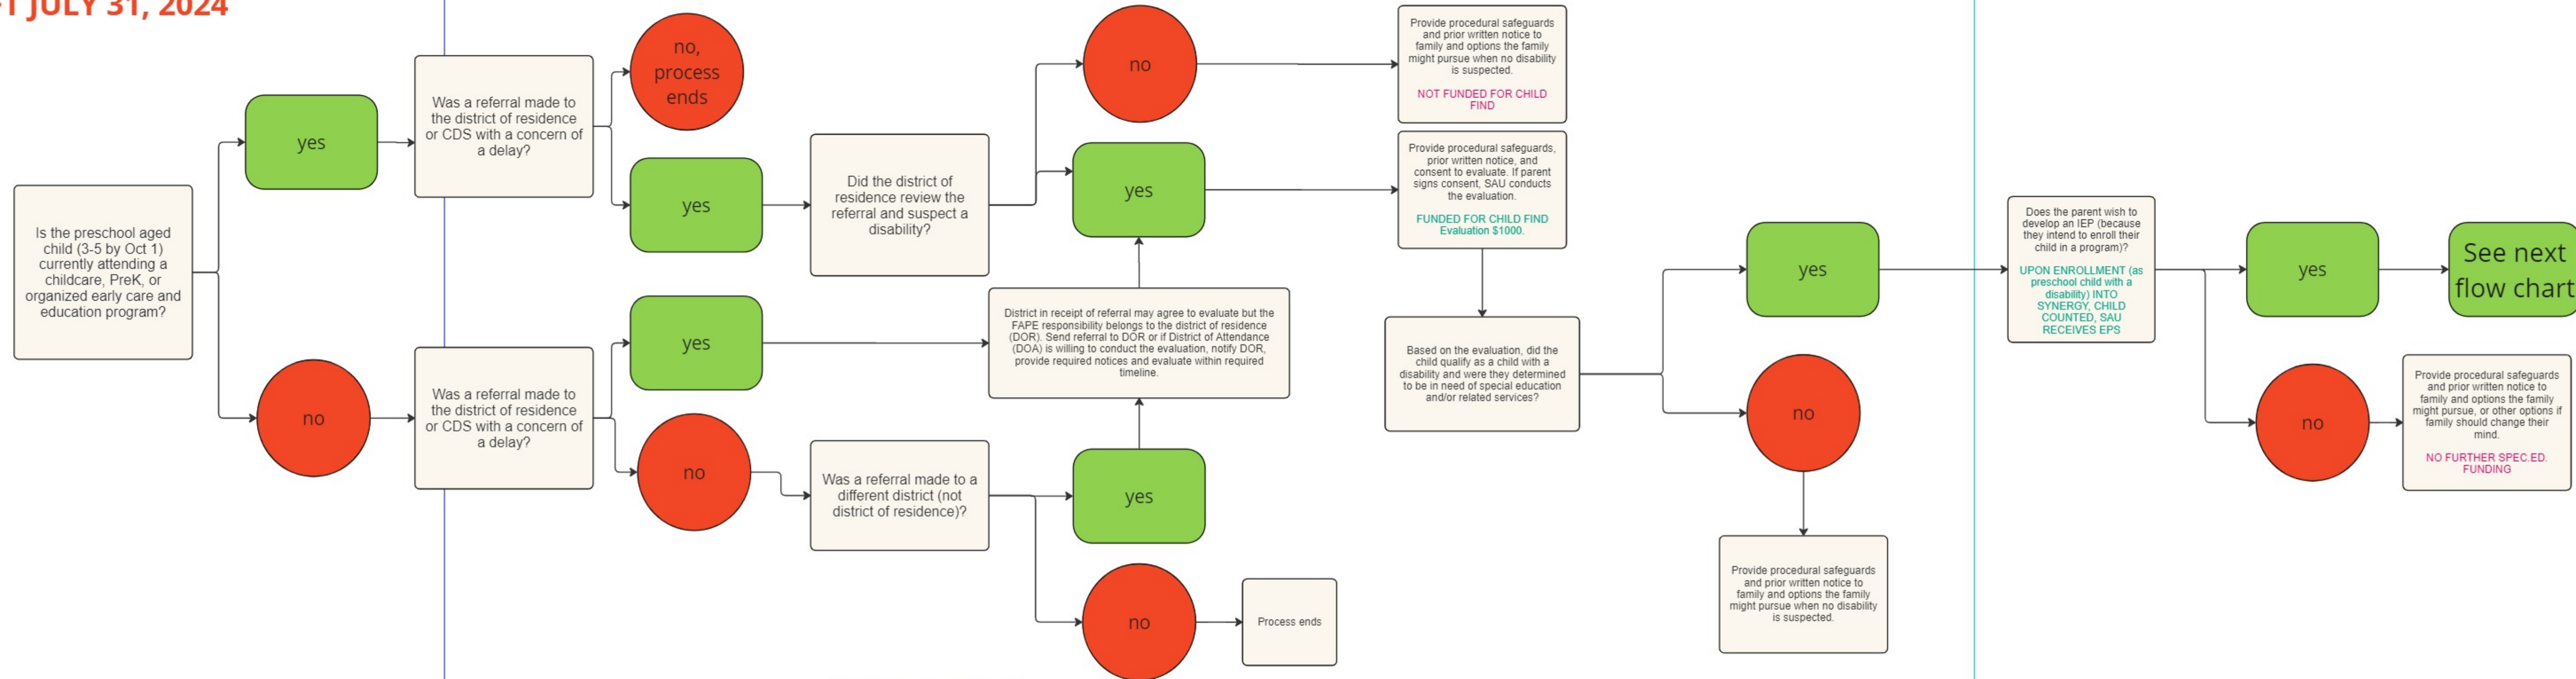 FT JULY 31, 2024
Is the preschool aged
child (3-5 by Oct 1)
currently attending a
childcare, PreK, or
organized early care and
education program?
yes
no
Was a referral made to
the district of residence
or CDS with a concern of
a delay?
Was a referral made to
the district of residence
or CDS with a concern of
a delay?
no,
process
ends
yes
yes
no
Did the district of
residence review the
referral and suspect a
disability?
Was a referral made to a
different district (not
district of residence)?
no
yes
District in receipt of referral may agree to evaluate but the
FAPE responsibility belongs to the district of residence
(DOR). Send referral to DOR or if District of Attendance
(DOA) is willing to conduct the evaluation, notify DOR,
provide required notices and evaluate within required
timeline.
yes
no
Process ends
Provide procedural safeguards
and prior written notice to
family and options the family
might pursue when no disability
is suspected.
NOT FUNDED FOR CHILD
FIND
Provide procedural safeguards,
prior written notice, and
consent to evaluate. If parent
signs consent, SAU conducts
the evaluation.
FUNDED FOR CHILD FIND
Evaluation $1000.
Based on the evaluation, did the
child qualify as a child with a
disability and were they determined
to be in need of special education
and/or related services?
yes
no
Provide procedural safeguards
and prior written notice to
family and options the family
might pursue when no disability
is suspected.
Does the parent wish to
develop an IEP (because
they intend to enroll their
child in a program)?
UPON ENROLLMENT (as
preschool child with a
disability) INTO
SYNERGY, CHILD
COUNTED, SAU
RECEIVES EPS
yes
no
See next
flow chart
Provide procedural safeguards
and prior written notice to
family and options the family
might pursue, or other options if
family should change their
mind.
NO FURTHER SPEC.ED.
FUNDING